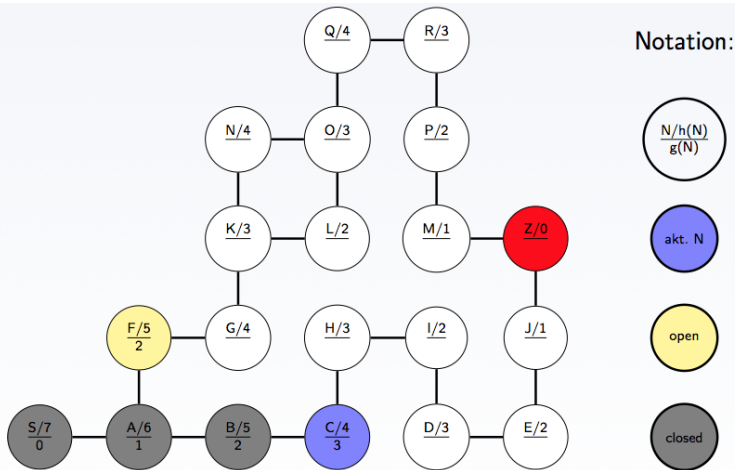 Q/4
R/3
Notation:
N/4
O/3
P/2
N/h(N)
g(N)
K/3
L/2
M/1
Z/0
akt. N
F/5
2
G/4
H/3
I/2
J/1
open
S/7
0
A/6
1
B/5
2
C/4
3
D/3
E/2
closed